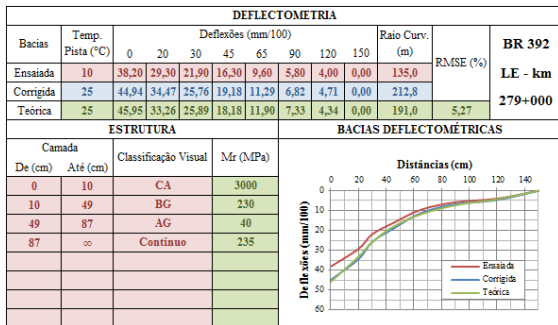 DEFLECTOMETRIA
Bacias Temp. Pista (°C) Deflexões (mm/100) Raio Curv. (m) RMSE (%) BR 392 LE - km 279+000
0 20 30 45 65 90 120 150
Ensaiada 10 38,20 29,30 21,90 16,30 9,60 5,80 4,00 0,00 135,0
Corrigida 25 44,94 34,47 25,76 19,18 11,29 6,82 4,71 0,00 212,8
Teórica 25 45,95 33,26 25,89 18,18 11,90 7,33 4,34 0,00 191,0 5,27
ESTRUTURA BACIAS DEFLECTOMÉTRICAS
Camada Classificação Visual Mr (MPa)
De (cm) Até (cm)
0 10 CA 3000
10 49 BG 230
49 87 AG 40
87 ∞ Contínuo 235
Distâncias (cm)
0 20 40 60 80 100 120 140
Deflexões (mm/100)
0
10
20
30
40
50
60
Ensaiada
Corrigida
Teórica